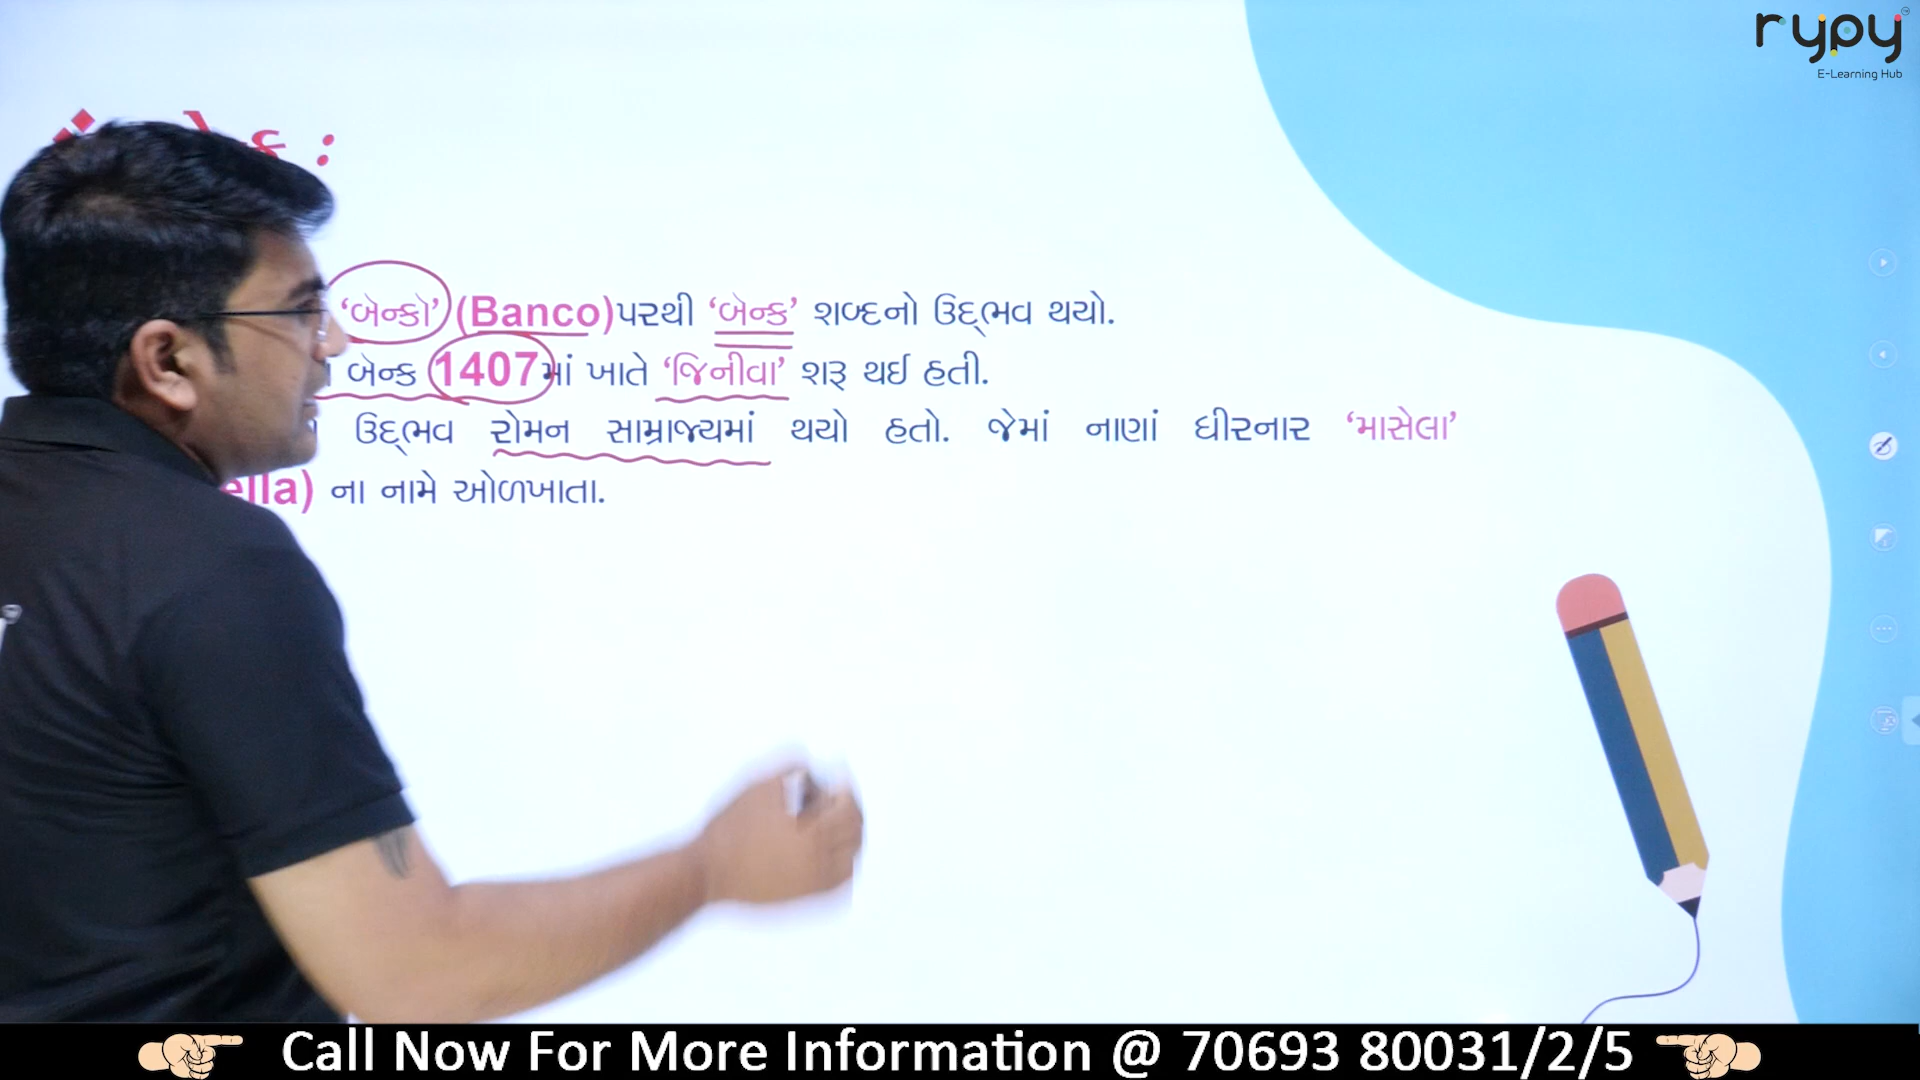 rypy
E-Learning Hub
‘બેન્કો’ (Banco)પરથી ‘બેન્ક’ શબ્દનો ઉદ્ભવ થયો.
બેન્ક 1407માં ખાતે ‘જિનીવા’ શરૂ થઈ હતી.
ઉદ્ભવ રોમન સામ્રાજ્યમાં થયો હતો. જેમાં નાણાં ધીરનાર ‘માસેલા’
ella) ના નામે ઓળખાતા.
Call Now For More Information @ 70693 80031/2/5